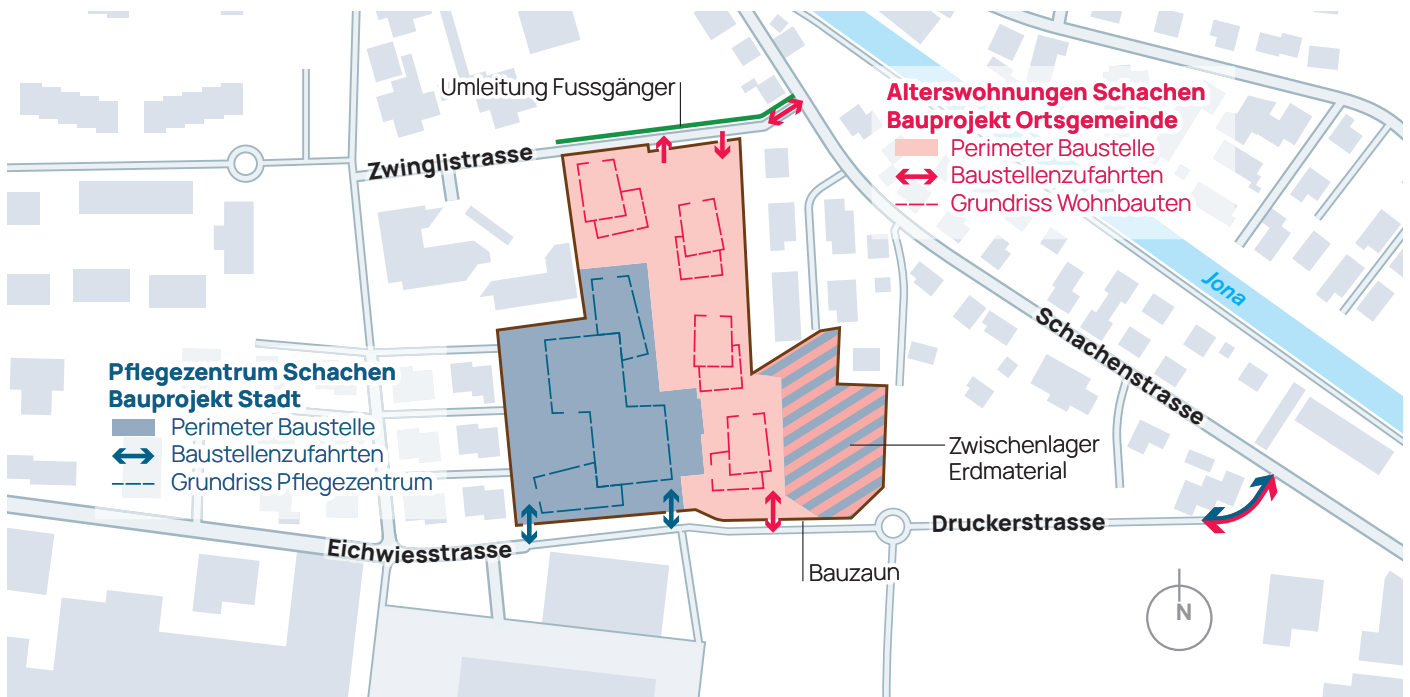 Umleitung Fussgänger
Zwinglistrasse
Alterswohnungen Schachen
Bauprojekt Ortsgemeinde
Perimeter Baustelle
Baustellenzufahrten
Grundriss Wohnbauten
Jona
Schachenstrasse
Pflegezentrum Schachen
Bauprojekt Stadt
Perimeter Baustelle
Baustellenzufahrten
Grundriss Pflegezentrum
Zwischenlager
Erdmaterial
Druckerstrasse
Eichwiesstrasse
Bauzaun
N